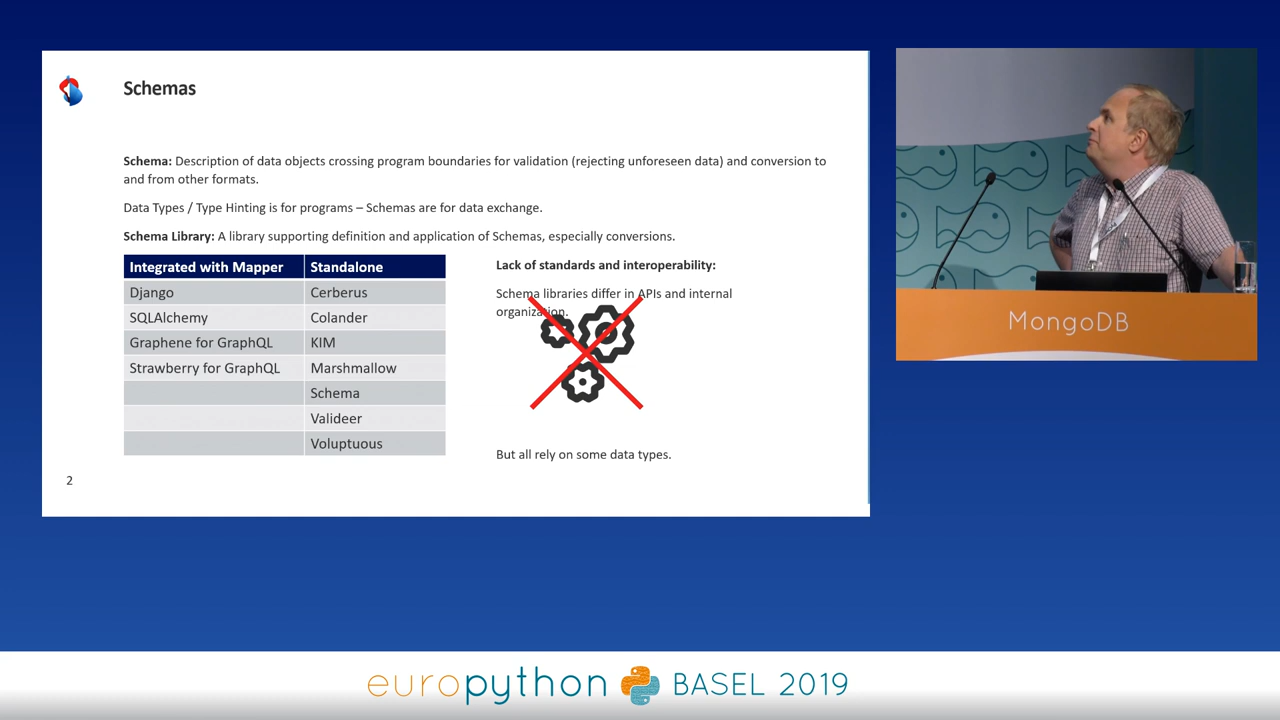 Schemas
Schema: Description of data objects crossing program boundaries for validation (rejecting unforeseen data) and conversion to
and from other formats.
Data Types / Type Hinting is for programs – Schemas are for data exchange.
Schema Library: A library supporting definition and application of Schemas, especially conversions.
Integrated with Mapper Standalone
Django Cerberus
SQLAlchemy Colander
Graphene for GraphQL KIM
Strawberry for GraphQL Marshmallow
Schema
Valideer
Voluptuous
Lack of standards and interoperability:
Schema libraries differ in APIs and internal
organization.
But all rely on some data types.
2
MongoDB
europython BASEL 2019